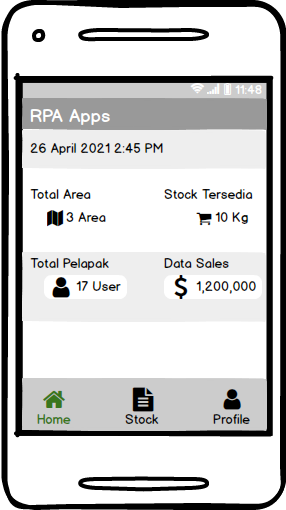 11:48
RPA Apps
26 April 2021 2:45 PM
Total Area
Stock Tersedia
3 Area
10 Kg
Total Pelapak
Data Sales
17 User
$ 1,200,000
Home
Stock
Profile